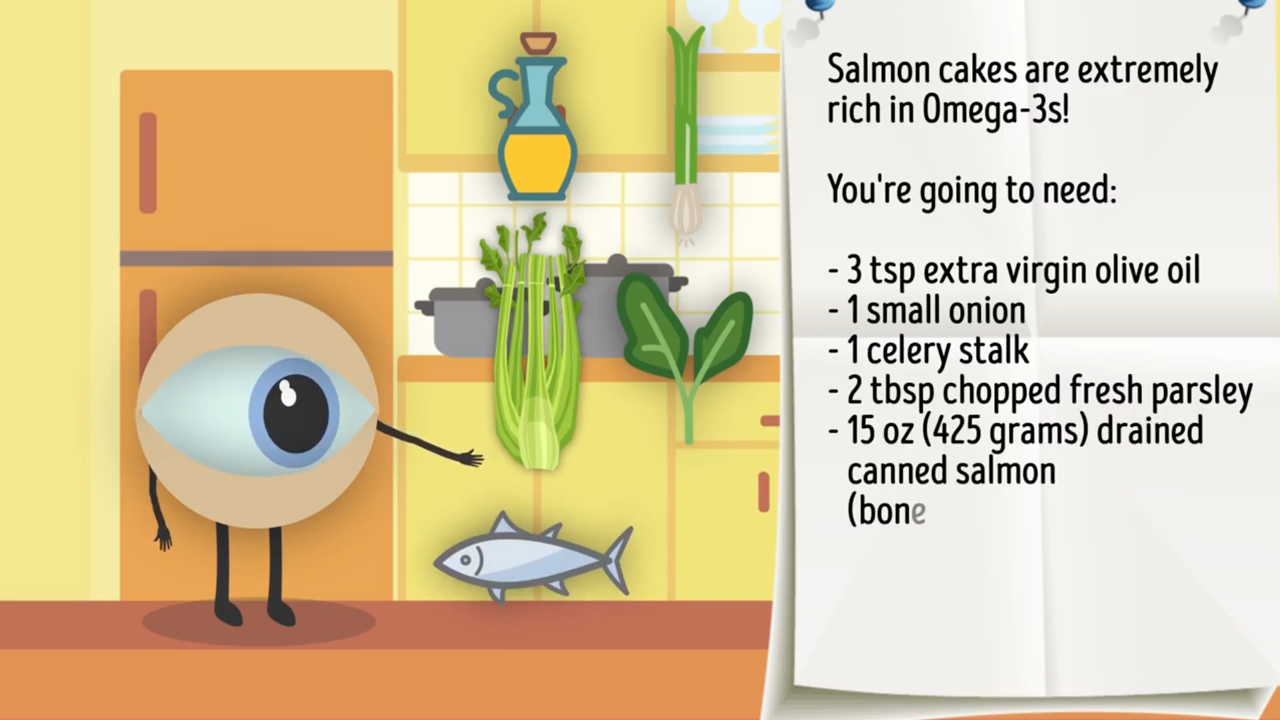 Salmon cakes are extremely
rich in Omega-3s!
You're going to need:
- 3 tsp extra virgin olive oil
- 1 small onion
- 1 celery stalk
- 2 tbsp chopped fresh parsley
- 15 oz (425 grams) drained
canned salmon
(bone